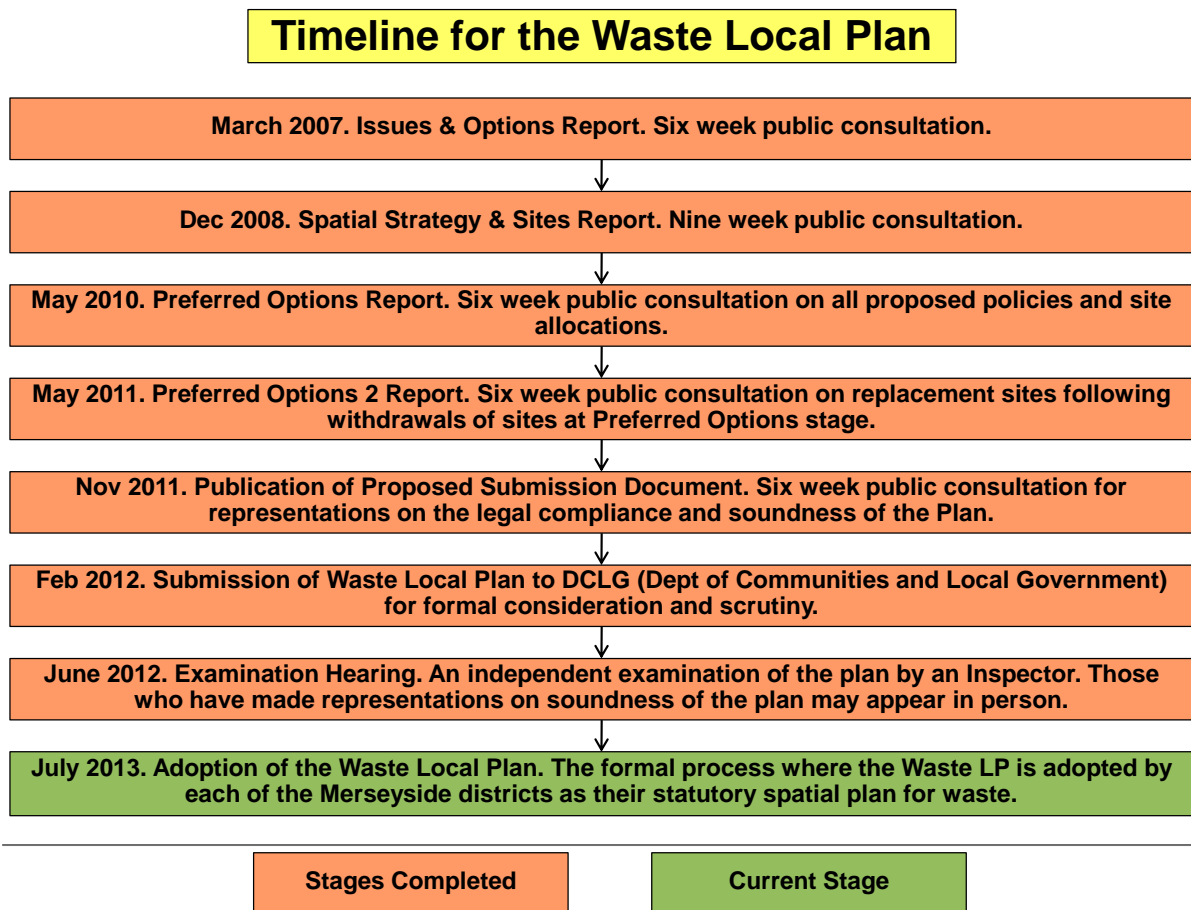 Timeline for the Waste Local Plan
March 2007. Issues & Options Report. Six week public consultation.
Dec 2008. Spatial Strategy & Sites Report. Nine week public consultation.
May 2010. Preferred Options Report. Six week public consultation on all proposed policies and site
allocations.
May 2011. Preferred Options 2 Report. Six week public consultation on replacement sites following
withdrawals of sites at Preferred Options stage.
Nov 2011. Publication of Proposed Submission Document. Six week public consultation for
representations on the legal compliance and soundness of the Plan.
Feb 2012. Submission of Waste Local Plan to DCLG (Dept of Communities and Local Government)
for formal consideration and scrutiny.
June 2012. Examination Hearing. An independent examination of the plan by an Inspector. Those
who have made representations on soundness of the plan may appear in person.
July 2013. Adoption of the Waste Local Plan. The formal process where the Waste LP is adopted by
each of the Merseyside districts as their statutory spatial plan for waste.
Stages Completed
Current Stage